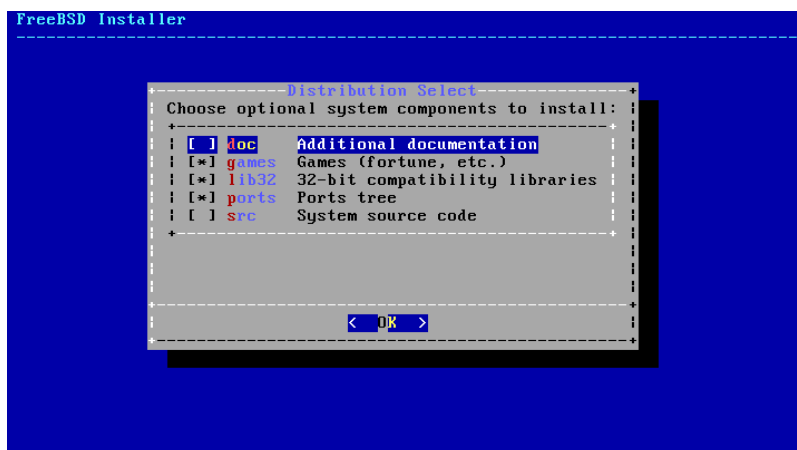 FreeBSD Installer
Distribution Select
Choose optional system components to install:
[ ] doc Additional documentation
[*] games Games (fortune, etc.)
[*] lib32 32-bit compatibility libraries
[*] ports Ports tree
[ ] src System source code
< OK >